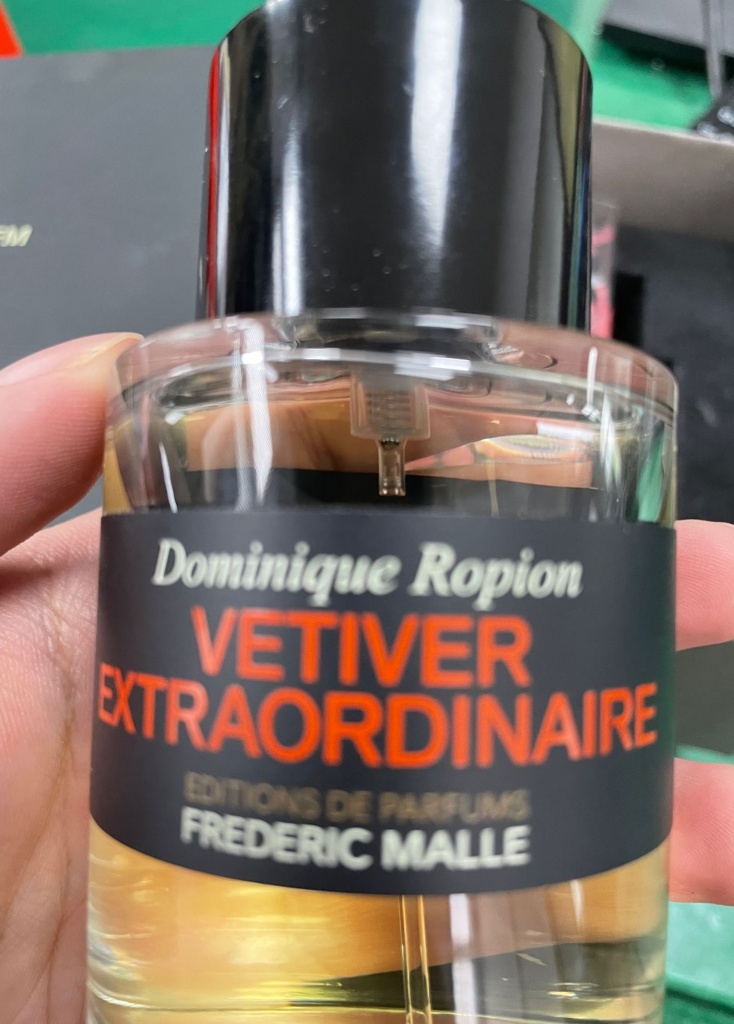 Dominique Ropion
VETIVER
EXTRAORDINAIRE
EDITIONS DE PARFUMS
FREDERIC MALLE